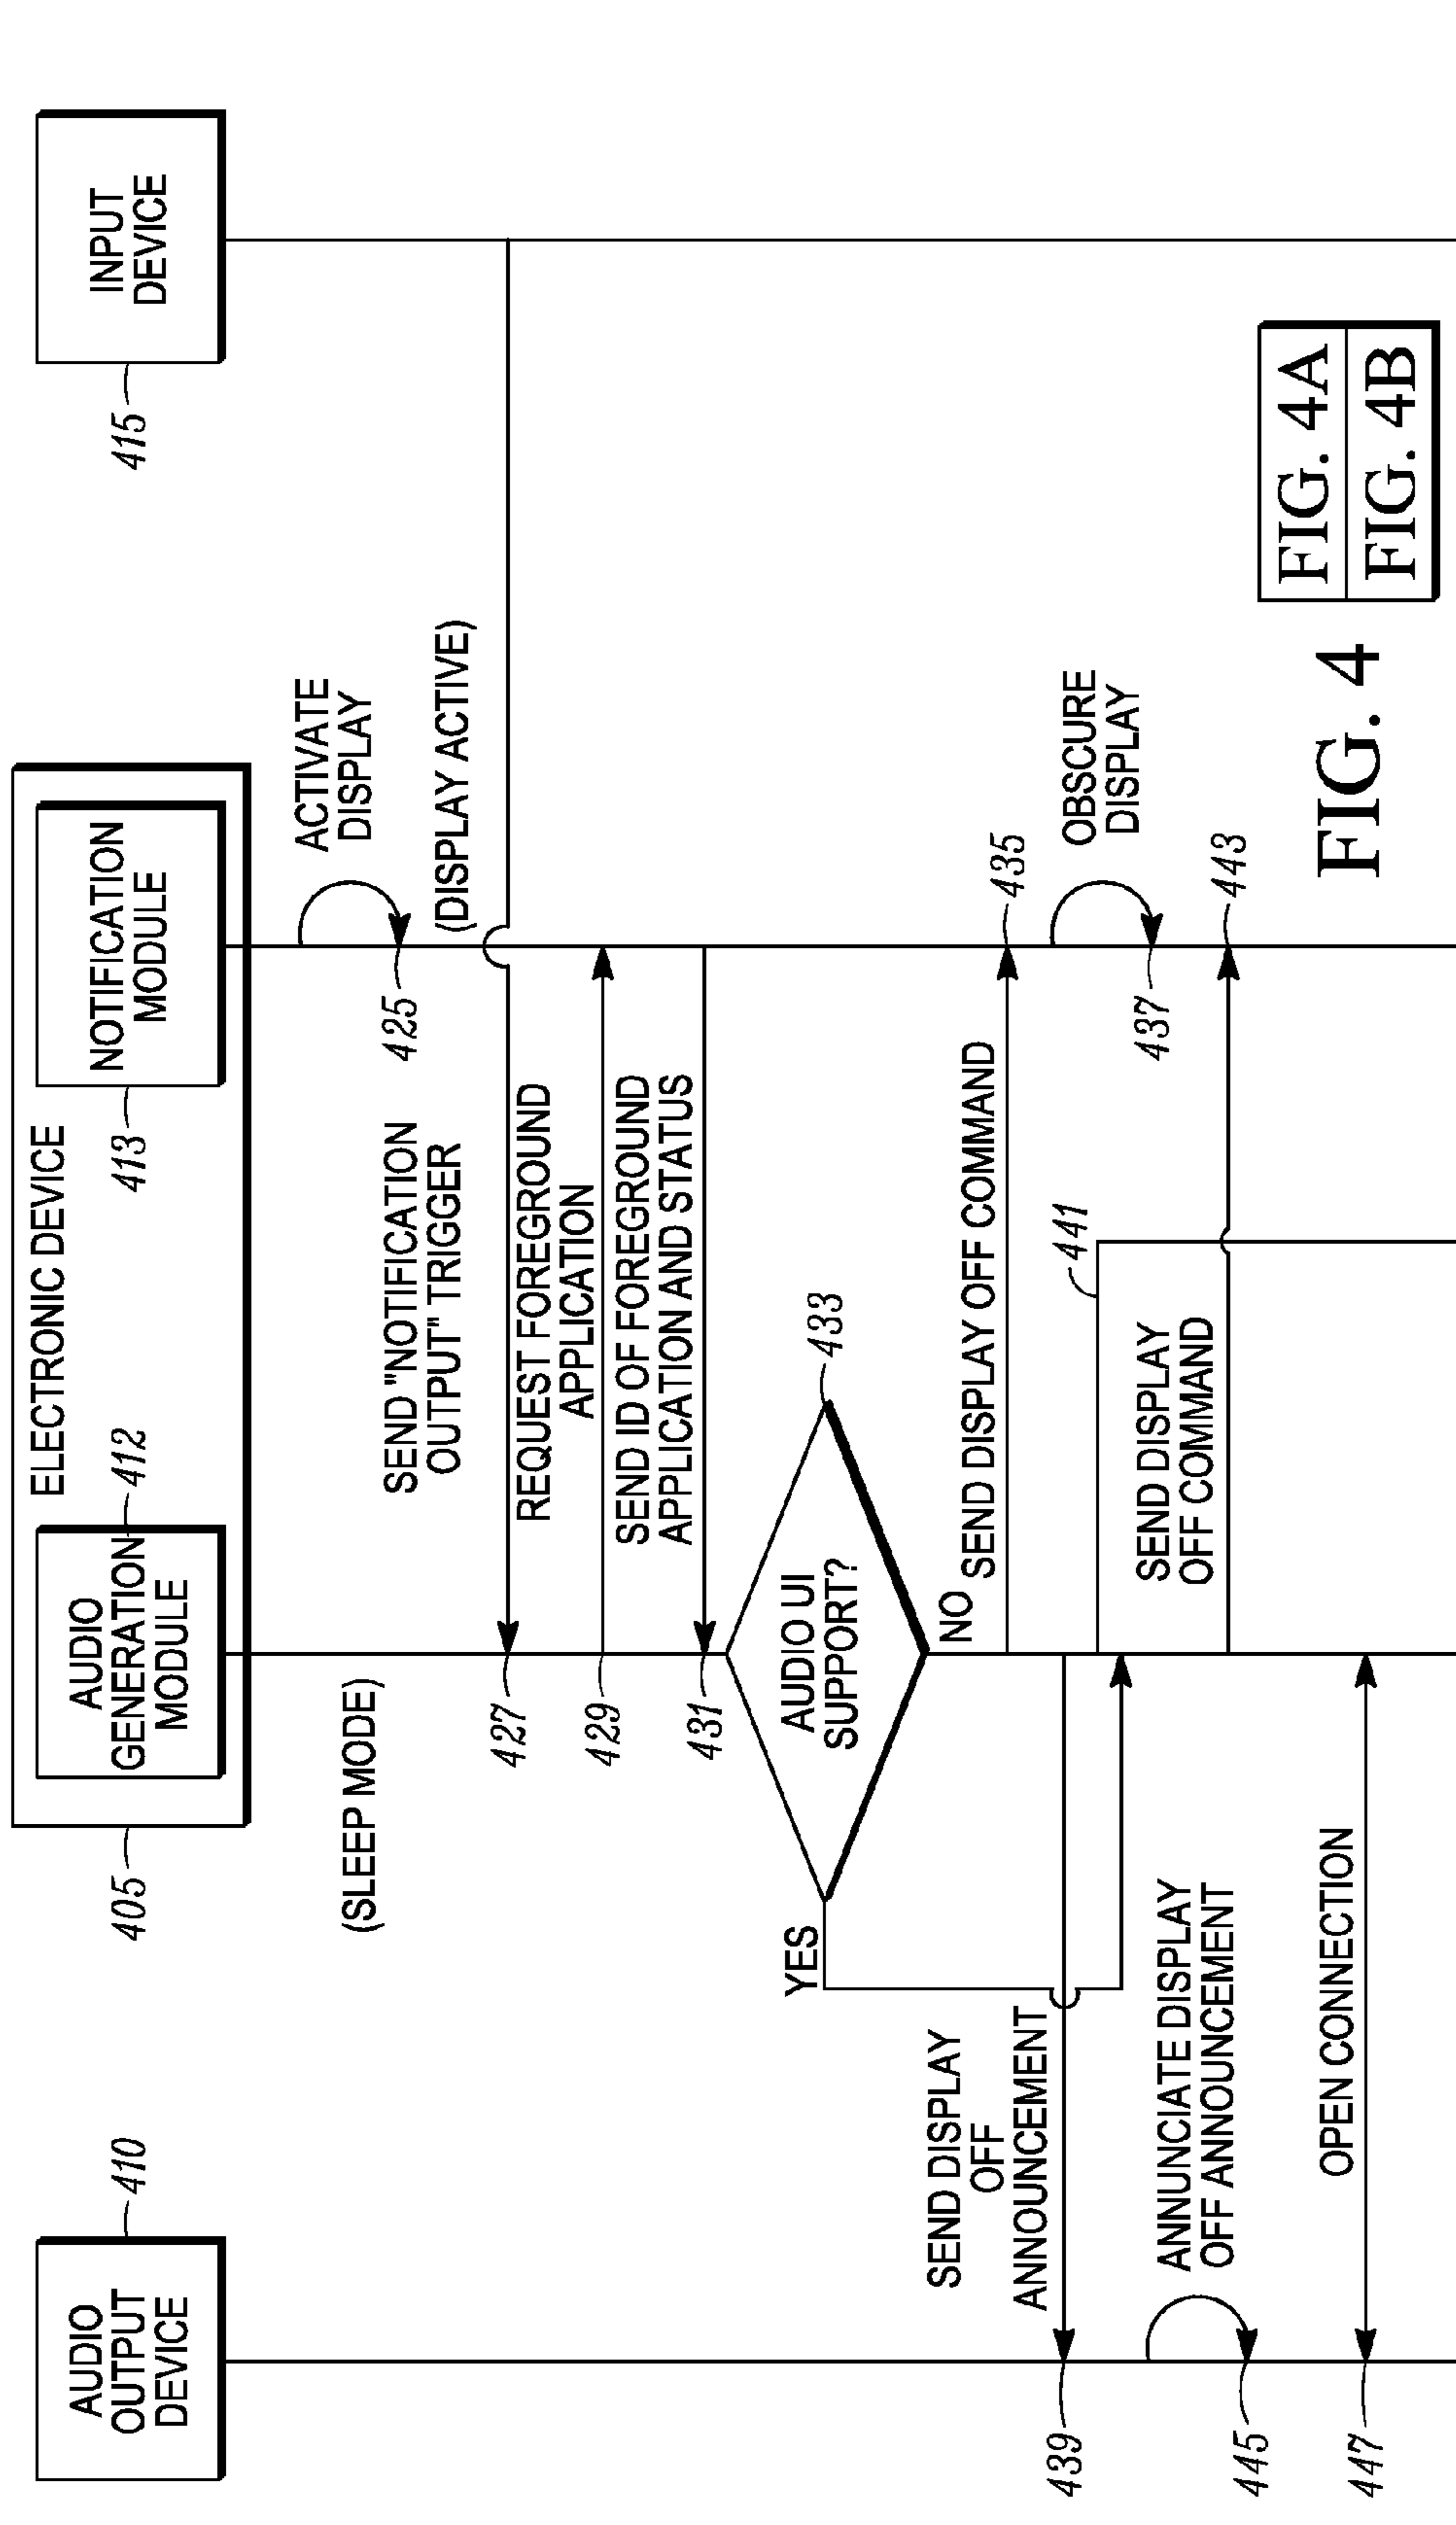 ELECTRONIC DEVICE
AUDIO
OUTPUT
DEVICE
410
405
AUDIO
GENERATION
MODULE
412
413
NOTIFICATION
MODULE
415
INPUT
DEVICE
(SLEEP MODE)
ACTIVATE
DISPLAY
425
(DISPLAY ACTIVE)
SEND "NOTIFICATION
OUTPUT" TRIGGER
427
REQUEST FOREGROUND
APPLICATION
429
SEND ID OF FOREGROUND
APPLICATION AND STATUS
431
AUDIO UI
SUPPORT?
433
YES
NO
SEND DISPLAY OFF COMMAND
435
OBSCURE
DISPLAY
437
SEND DISPLAY
OFF
ANNOUNCEMENT
439
441
SEND DISPLAY
OFF COMMAND
443
ANNUNCIATE DISPLAY
OFF ANNOUNCEMENT
445
OPEN CONNECTION
447
FIG. 4
FIG. 4A
FIG. 4B